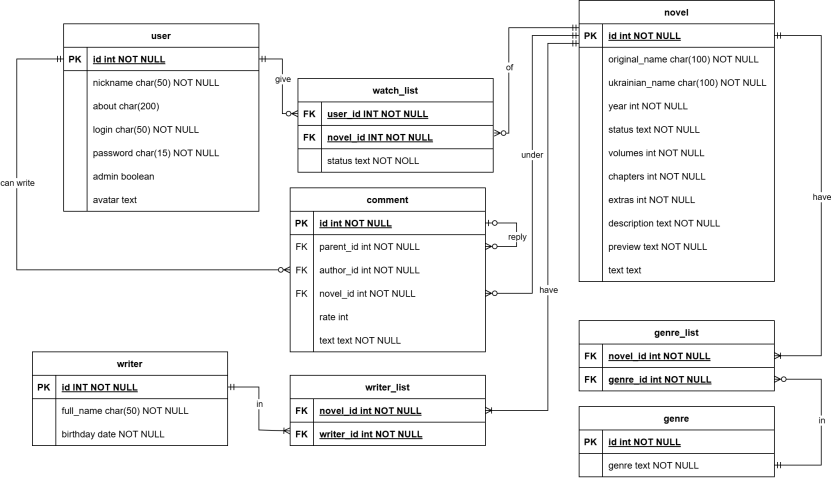 user
PK id int NOT NULL
nickname char(50) NOT NULL
about char(200)
login char(50) NOT NULL
password char(15) NOT NULL
admin boolean
avatar text
give
can write
watch_list
FK user_id INT NOT NULL
FK novel_id INT NOT NULL
status text NOT NOLL
of
under
have
comment
PK id int NOT NULL
FK parent_id int NOT NULL
FK author_id int NOT NULL
FK novel_id int NOT NULL
rate int
text text NOT NULL
reply
novel
PK id int NOT NULL
original_name char(100) NOT NULL
ukrainian_name char(100) NOT NULL
year int NOT NULL
status text NOT NULL
volumes int NOT NULL
chapters int NOT NULL
extras int NOT NULL
description text NOT NULL
preview text NOT NULL
text text
have
writer
PK id INT NOT NULL
full_name char(50) NOT NULL
birthday date NOT NULL
in
writer_list
FK novel_id int NOT NULL
FK writer_id int NOT NULL
genre_list
FK novel_id int NOT NULL
FK genre_id int NOT NULL
in
genre
PK id int NOT NULL
genre text NOT NULL